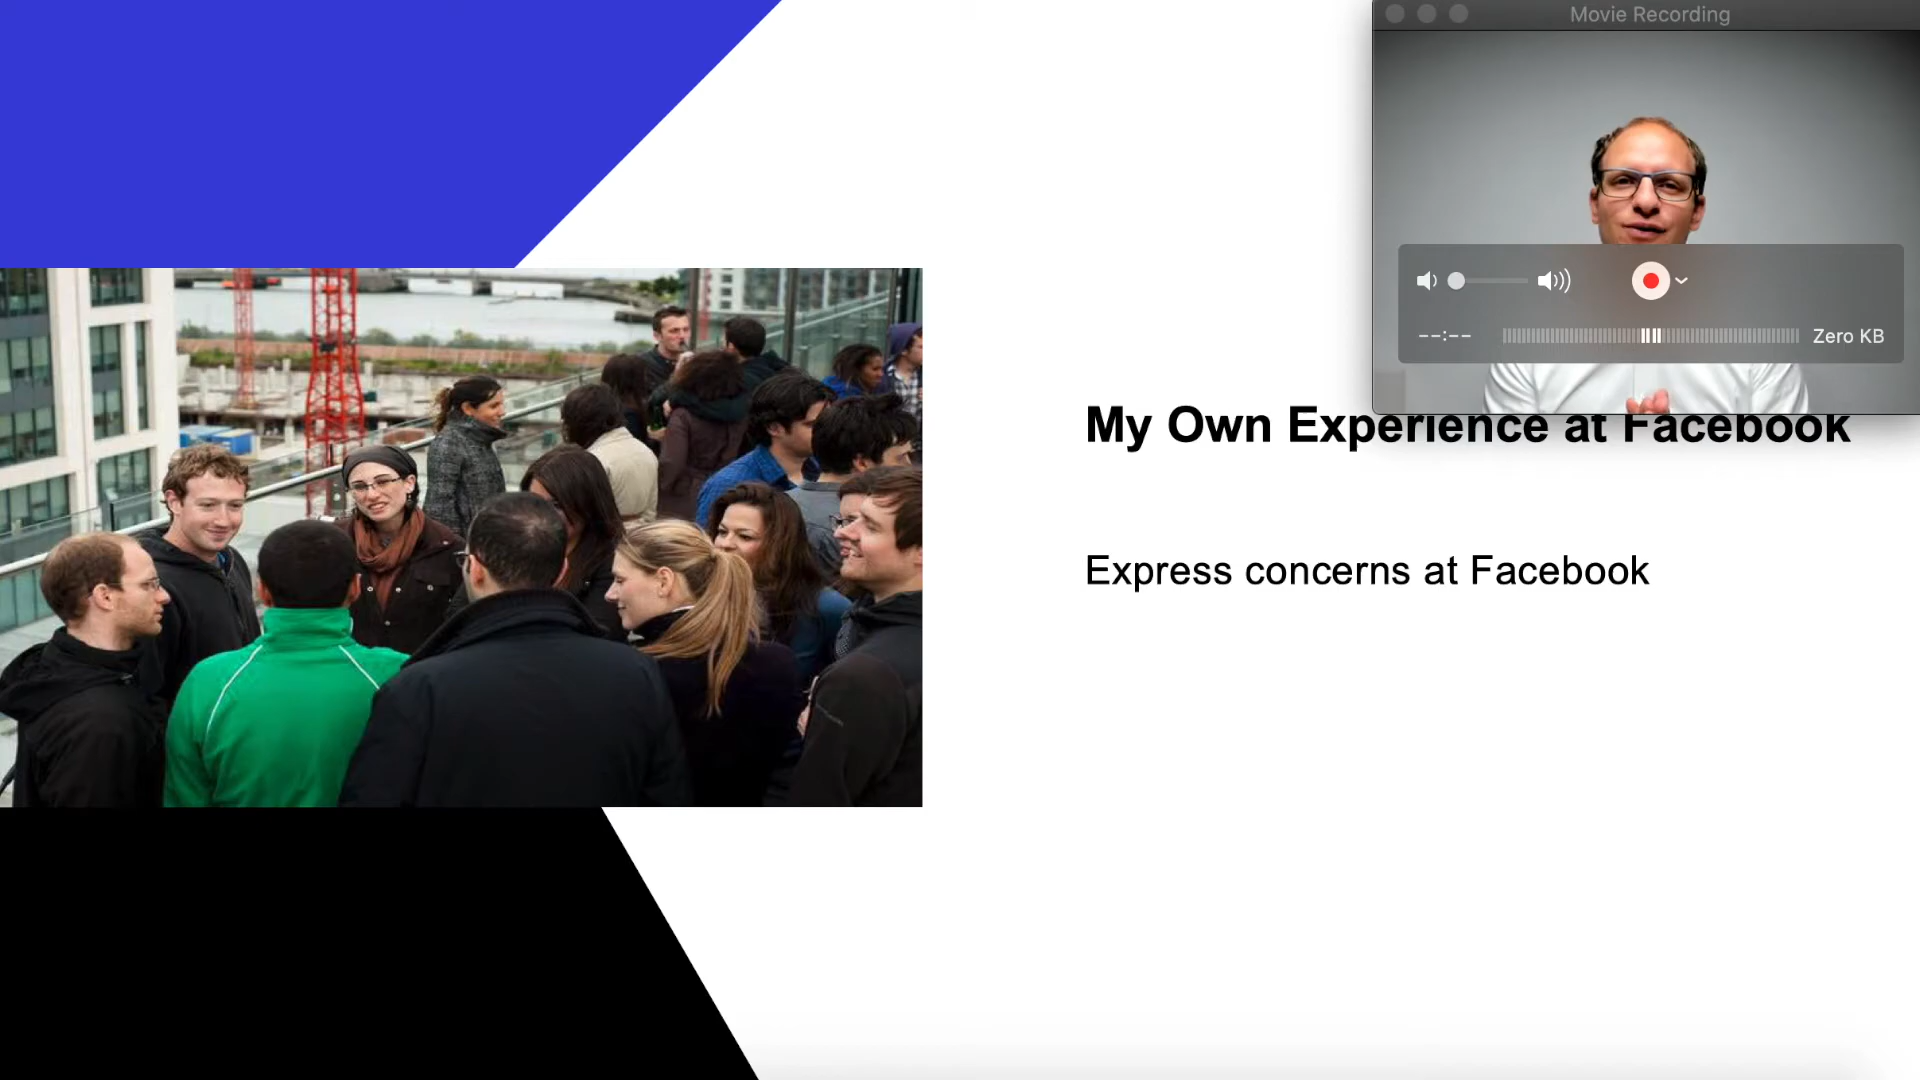 Movie Recording
--:--
Zero KB
My Own Experience at Facebook
Express concerns at Facebook